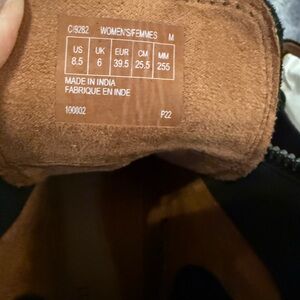 C/9282 WOMEN'S/FEMMES M
US UK EUR CM MM
8.5 6 39.5 25.5 255
MADE IN INDIA
FABRIQUE EN INDE
100802 P22